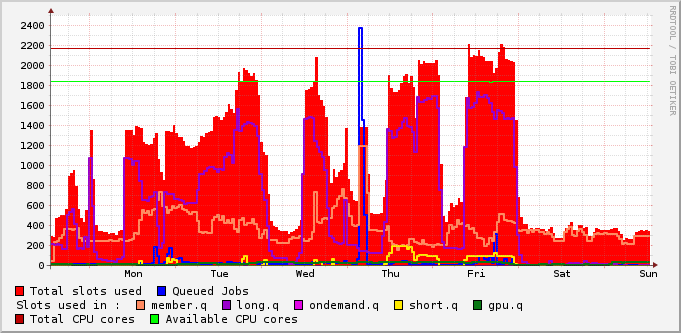 2400
2200
2000
1800
1600
1400
1200
1000
800
600
400
200
0
Mon Tue Wed Thu Fri Sat Sun
RRDTOOL / TOBI OETIKER
Total slots used Queued Jobs
Slots used in : member.q long.q ondemand.q short.q gpu.q
Total CPU cores Available CPU cores